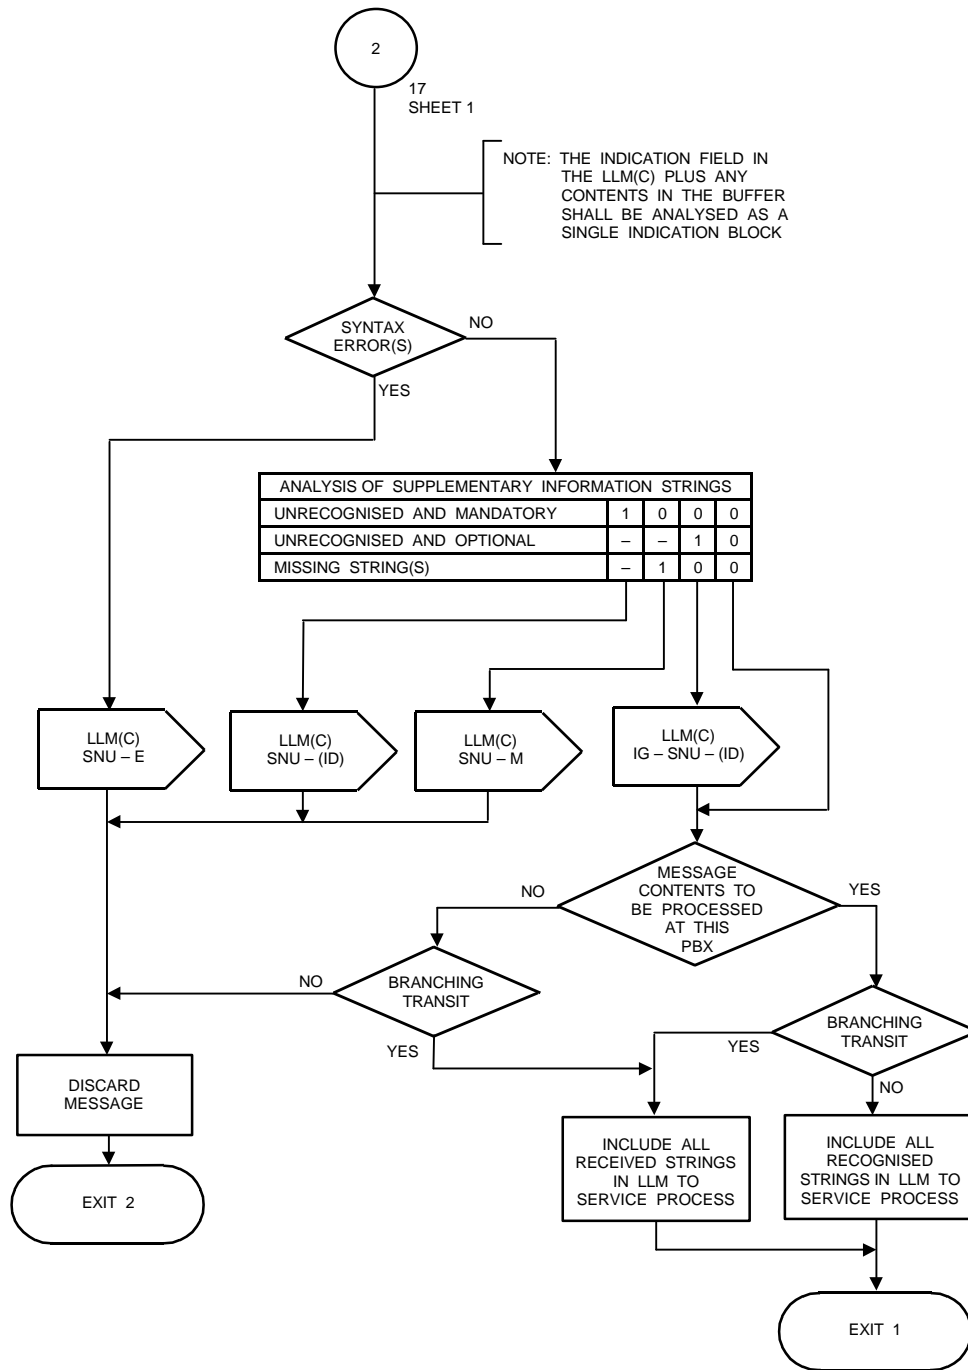 2
17
SHEET 1
NOTE: THE INDICATION FIELD IN
THE LLM(C) PLUS ANY
CONTENTS IN THE BUFFER
SHALL BE ANALYSED AS A
SINGLE INDICATION BLOCK
SYNTAX
ERROR(S)
NO
YES
ANALYSIS OF SUPPLEMENTARY INFORMATION STRINGS
UNRECOGNISED AND MANDATORY 1 0 0 0
UNRECOGNISED AND OPTIONAL – – 1 0
MISSING STRING(S) – 1 0 0
LLM(C)
SNU – E
LLM(C)
SNU – (ID)
LLM(C)
SNU – M
LLM(C)
IG – SNU – (ID)
MESSAGE
CONTENTS TO
BE PROCESSED
AT THIS
PBX
NO
YES
BRANCHING
TRANSIT
NO
YES
BRANCHING
TRANSIT
YES
NO
DISCARD
MESSAGE
INCLUDE ALL
RECEIVED STRINGS
IN LLM TO
SERVICE PROCESS
INCLUDE ALL
RECOGNISED
STRINGS IN LLM TO
SERVICE PROCESS
EXIT 2
EXIT 1